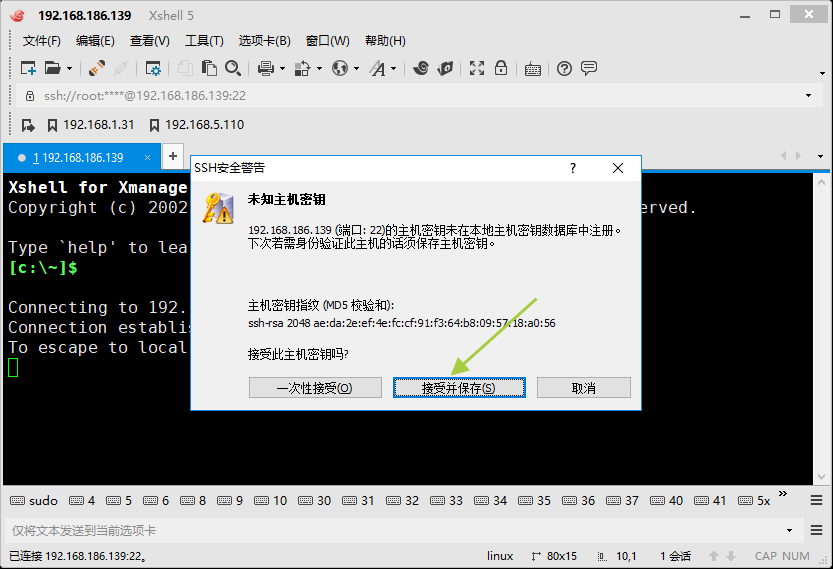 192.168.186.139 Xshell 5
文件(F) 编辑(E) 查看(V) 工具(T) 选项卡(B) 窗口(W) 帮助(H)
ssh://root:****@192.168.186.139:22
192.168.1.31 192.168.5.110
1 192.168.186.139 × +
SSH安全警告 ?
未知主机密钥
192.168.186.139 (端口: 22)的主机密钥未在本地主机密钥数据库中注册。
下次若需身份验证此主机的话须保存主机密钥。
主机密钥指纹 (MD5 校验和):
ssh-rsa 2048 ae:da:2e:ef:4e:fc:cf:91:f3:64:b8:09:57:18:a0:56
接受此主机密钥吗?
一次性接受(O) 接受并保存(S) 取消
Xshell for Xmanage
Copyright (c) 2002 erved.
Type `help' to lea
[c:\~]$
Connecting to 192.
Connection establis
To escape to local
sudo 4 5 6 8 9 10 30 31 32 33 34 35 36 37 40 41 5x »
仅将文本发送到当前选项卡
已连接 192.168.186.139:22。 linux 80x15 10,1 1 会话 CAP NUM